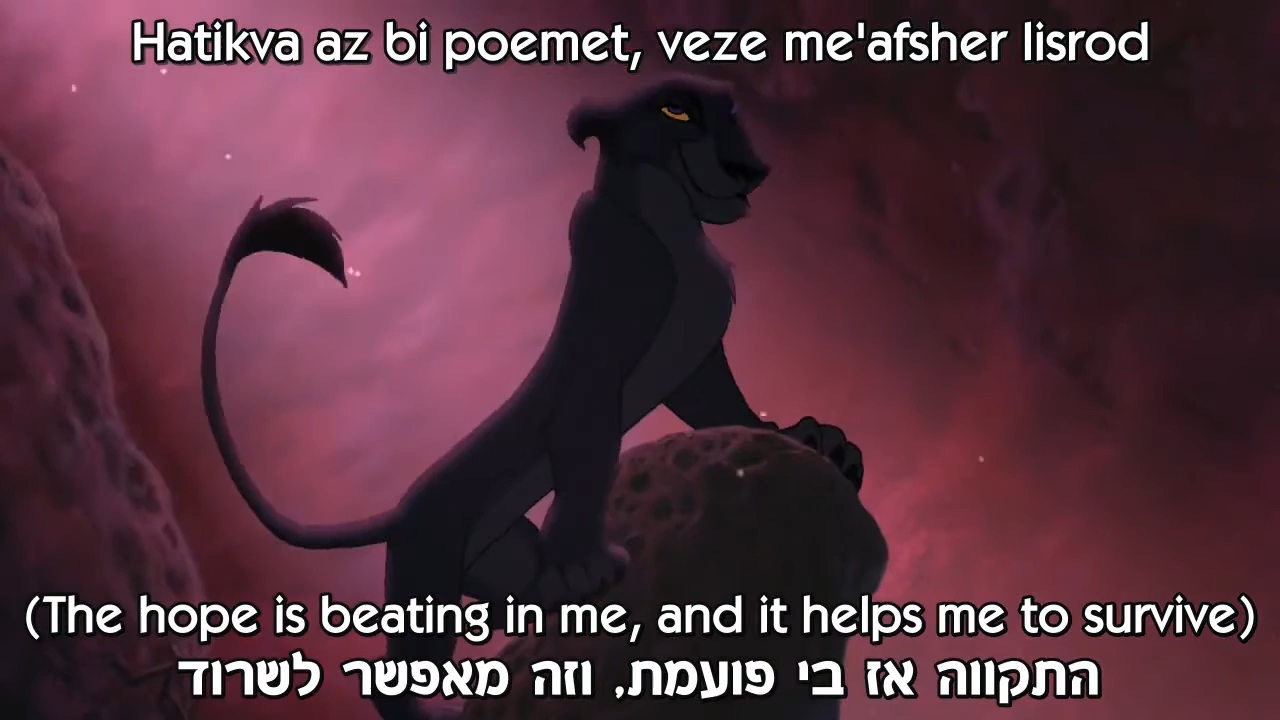 Hatikva az bi poemet, veze me'afsher lisrod
(The hope is beating in me, and it helps me to survive)
התקווה אז בי פועמת, וזה מאפשר לשרוד